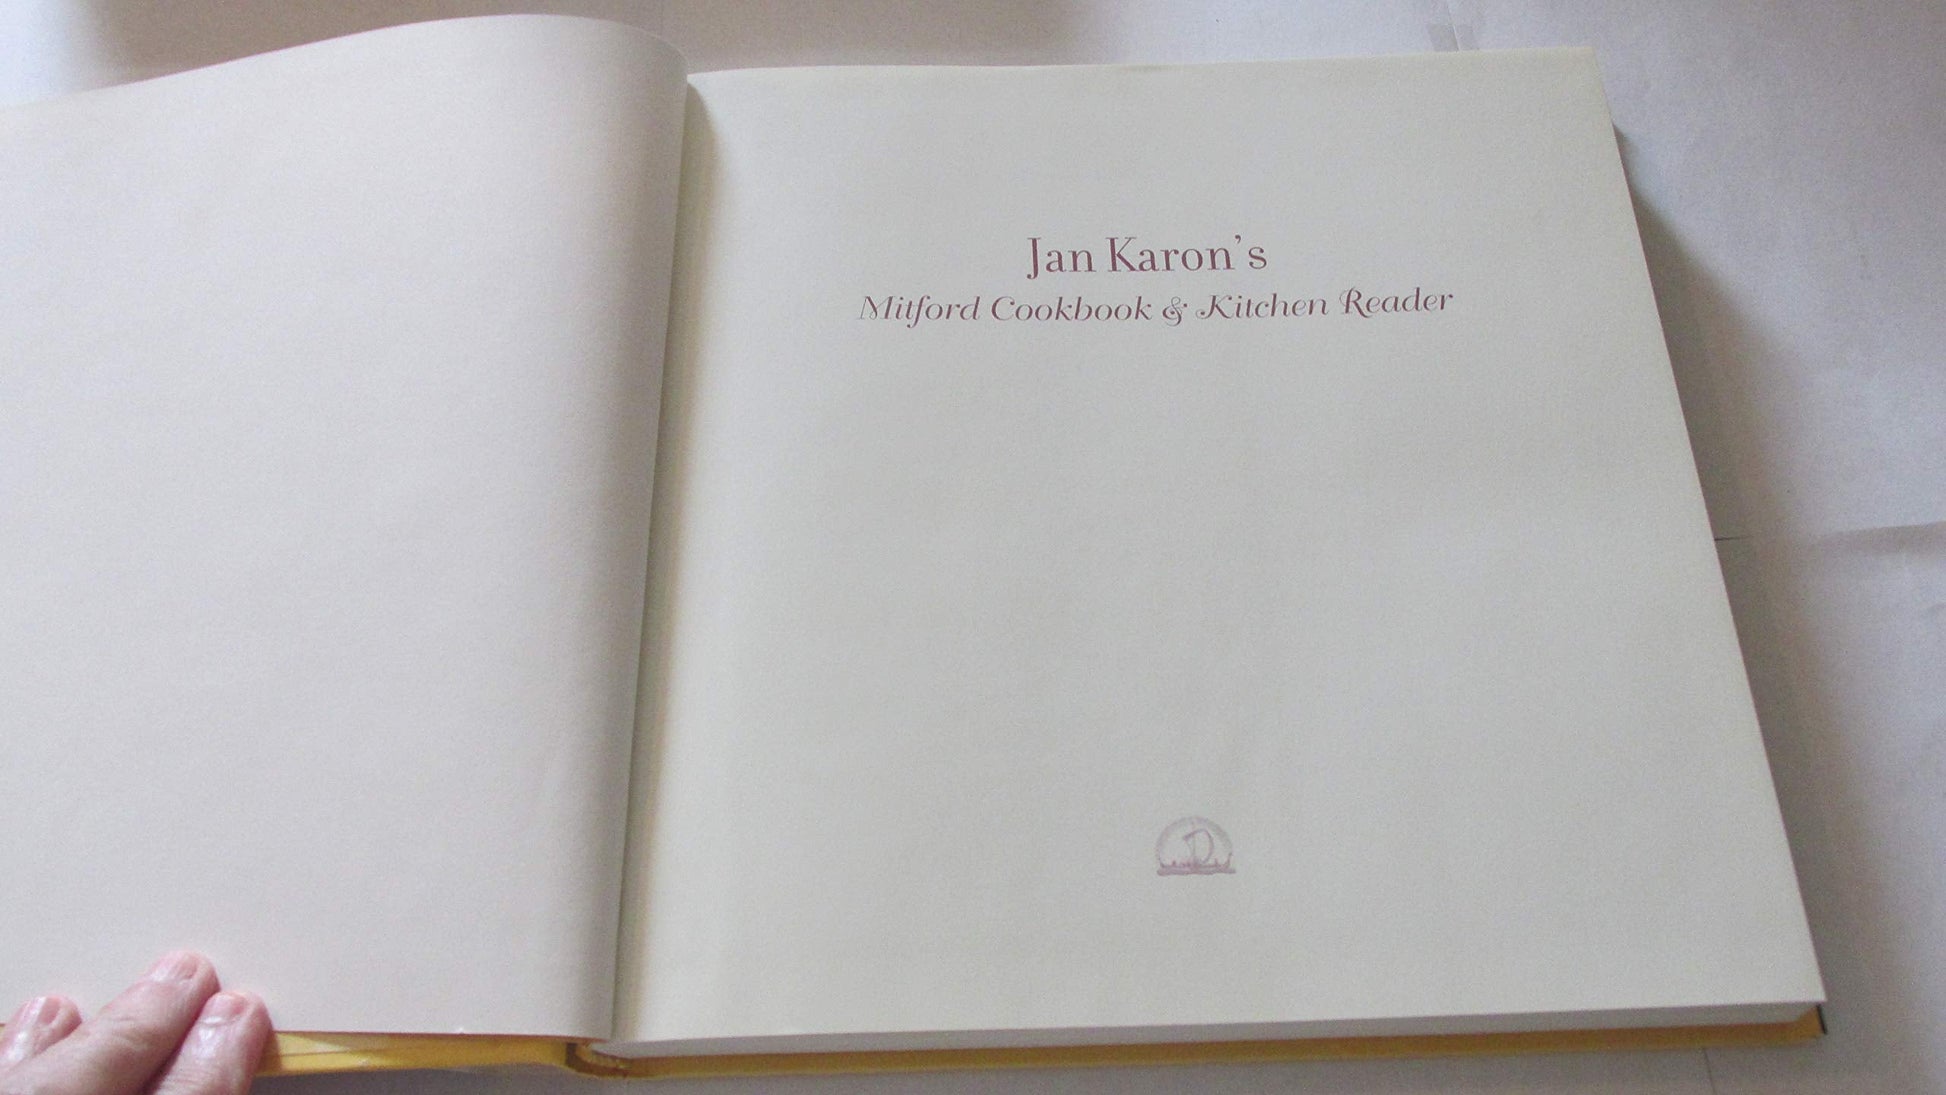 Jan Karon's
Mitford Cookbook & Kitchen Reader